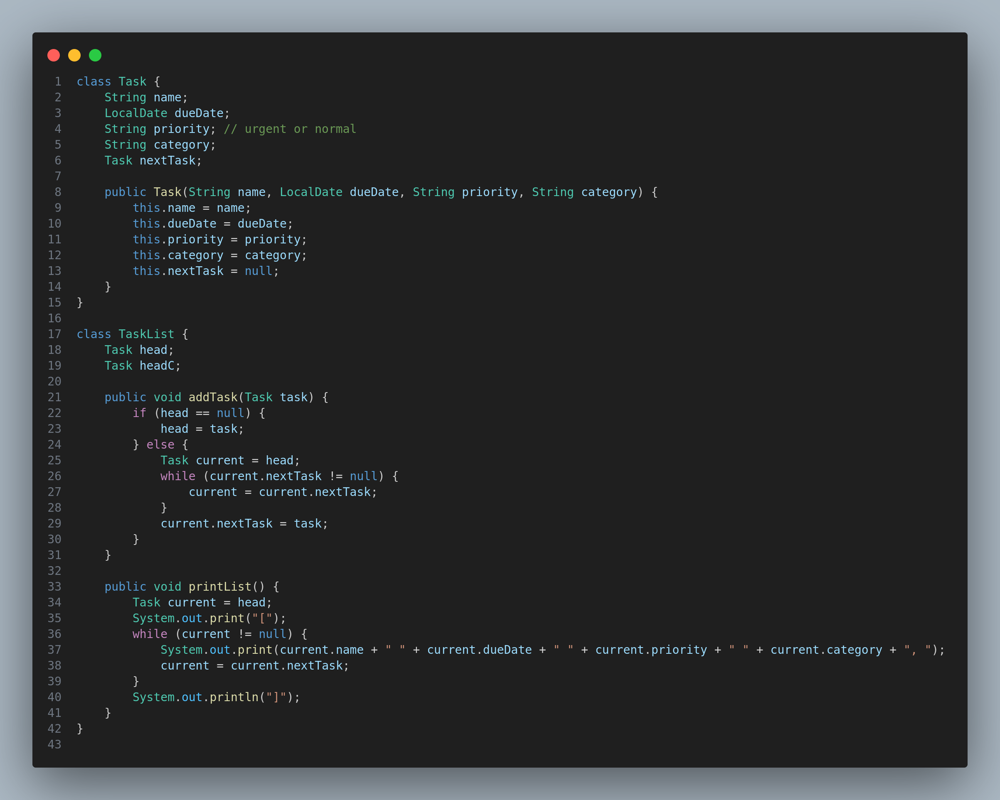 1 class Task {
2     String name;
3     LocalDate dueDate;
4     String priority; // urgent or normal
5     String category;
6     Task nextTask;
7
8     public Task(String name, LocalDate dueDate, String priority, String category) {
9         this.name = name;
10         this.dueDate = dueDate;
11         this.priority = priority;
12         this.category = category;
13         this.nextTask = null;
14     }
15 }
16
17 class TaskList {
18     Task head;
19     Task headC;
20
21     public void addTask(Task task) {
22         if (head == null) {
23             head = task;
24         } else {
25             Task current = head;
26             while (current.nextTask != null) {
27                 current = current.nextTask;
28             }
29             current.nextTask = task;
30         }
31     }
32
33     public void printList() {
34         Task current = head;
35         System.out.print("[");
36         while (current != null) {
37             System.out.print(current.name + " " + current.dueDate + " " + current.priority + " " + current.category + ", ");
38             current = current.nextTask;
39         }
40         System.out.println("]");
41     }
42 }
43